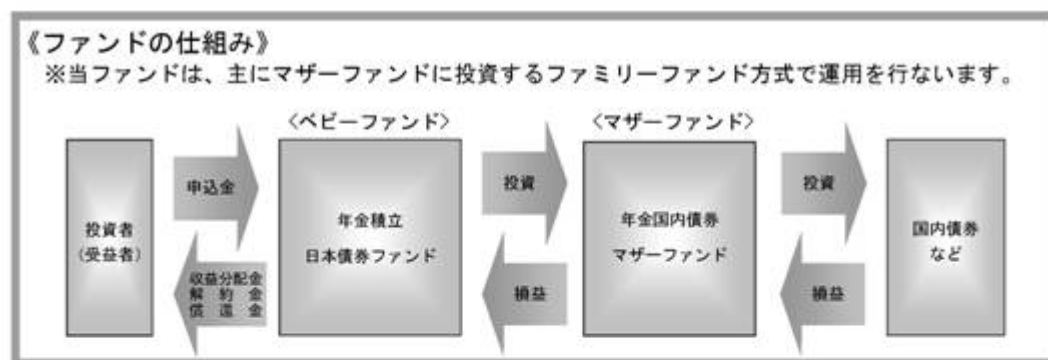 《ファンドの仕組み》
※当ファンドは、主にマザーファンドに投資するファミリーファンド方式で運用を行ないます。
〈ベビーファンド〉
〈マザーファンド〉
投資者
(受益者)
申込金
収益分配金
解約金
償還金
年金積立
日本債券ファンド
投資
損益
年金国内債券
マザーファンド
投資
損益
国内債券
など